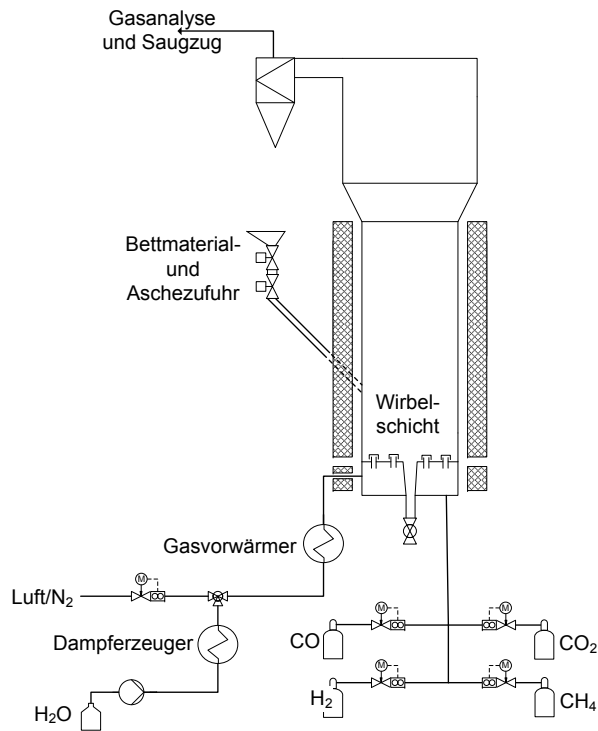 Gasanalyse
und Saugzug
Bettmaterial-
und
Aschezufuhr
Wirbel-
schicht
Gasvorwärmer
M
Luft/N₂
Dampferzeuger
H₂O
M
M
CO
CO₂
M
M
H₂
CH₄